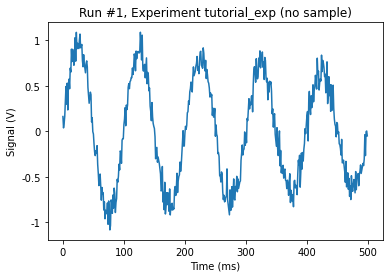 Run #1, Experiment tutorial_exp (no sample)
1
0.5
0
-0.5
-1
Signal (V)
0 100 200 300 400 500
Time (ms)